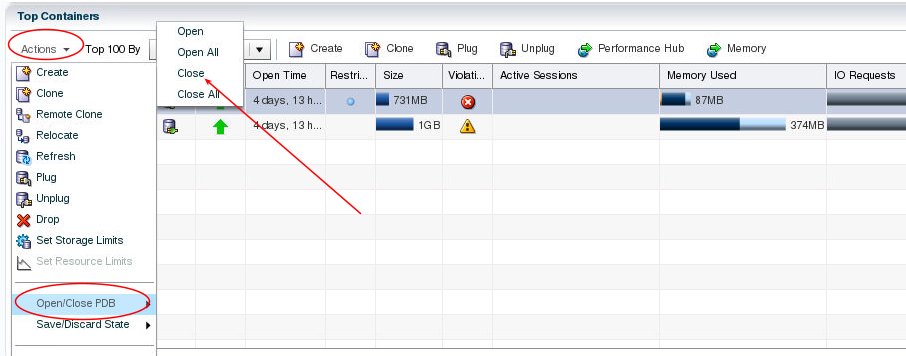 Top Containers
Actions Top 100 By Create Clone Plug Unplug Performance Hub Memory
Open
Open All
Close
Close All
Create
Clone
Remote Clone
Relocate
Refresh
Plug
Unplug
Drop
Set Storage Limits
Set Resource Limits
Open/Close PDB
Save/Discard State
Open Time Restri... Size Violati... Active Sessions Memory Used IO Requests
4 days, 13 h... 731MB 87MB
4 days, 13 h... 1GB 374MB